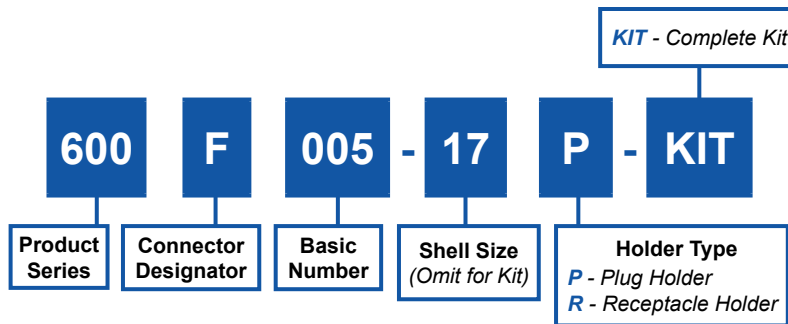 KIT - Complete Kit
600 F 005 - 17 P - KIT
Product
Series
Connector
Designator
Basic
Number
Shell Size
(Omit for Kit)
Holder Type
P - Plug Holder
R - Receptacle Holder